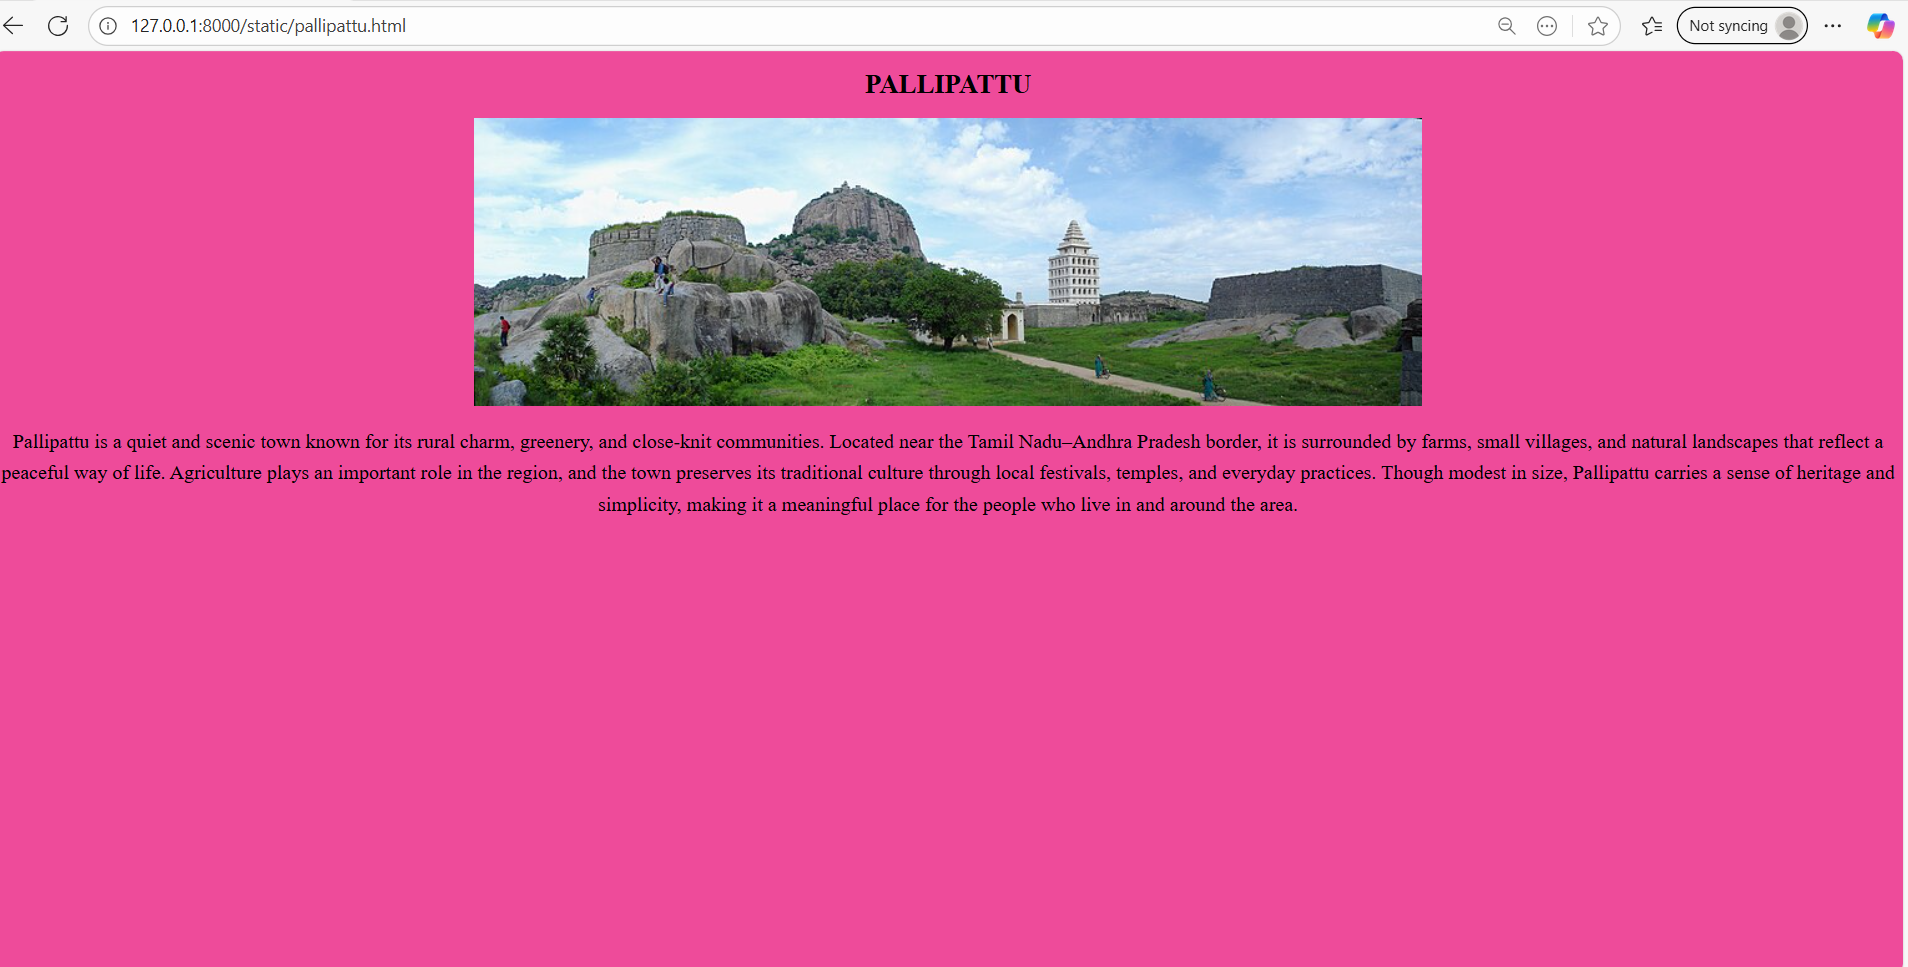 127.0.0.1:8000/static/pallipattu.html
Not syncing
PALLIPATTU
Pallipattu is a quiet and scenic town known for its rural charm, greenery, and close-knit communities. Located near the Tamil Nadu–Andhra Pradesh border, it is surrounded by farms, small villages, and natural landscapes that reflect a
peaceful way of life. Agriculture plays an important role in the region, and the town preserves its traditional culture through local festivals, temples, and everyday practices. Though modest in size, Pallipattu carries a sense of heritage and
simplicity, making it a meaningful place for the people who live in and around the area.